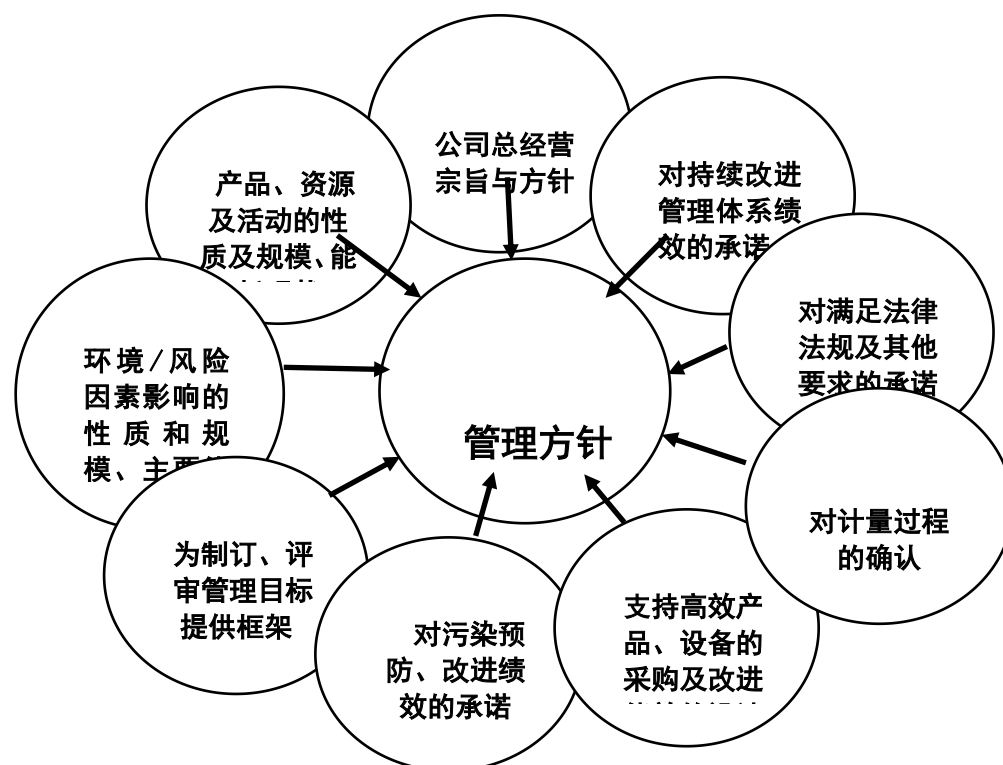 公司总经营
宗旨与方针
产品、资源
及活动的性
质及规模、能
对持续改进
管理体系绩
效的承诺
对满足法律
法规及其他
要求的承诺
环境/风险
因素影响的
性质和规
模、主要
管理方针
对计量过程
的确认
为制订、评
审管理目标
提供框架
对污染预
防、改进绩
效的承诺
支持高效产
品、设备的
采购及改进